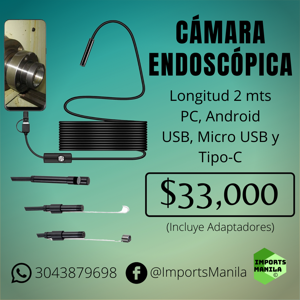 CÁMARA
ENDOSCÓPICA
Longitud 2 mts
PC, Android
USB, Micro USB y
Tipo-C
$33,000
(Incluye Adaptadores)
IMPORTS
MANILA
3043879698
@ImportsManila